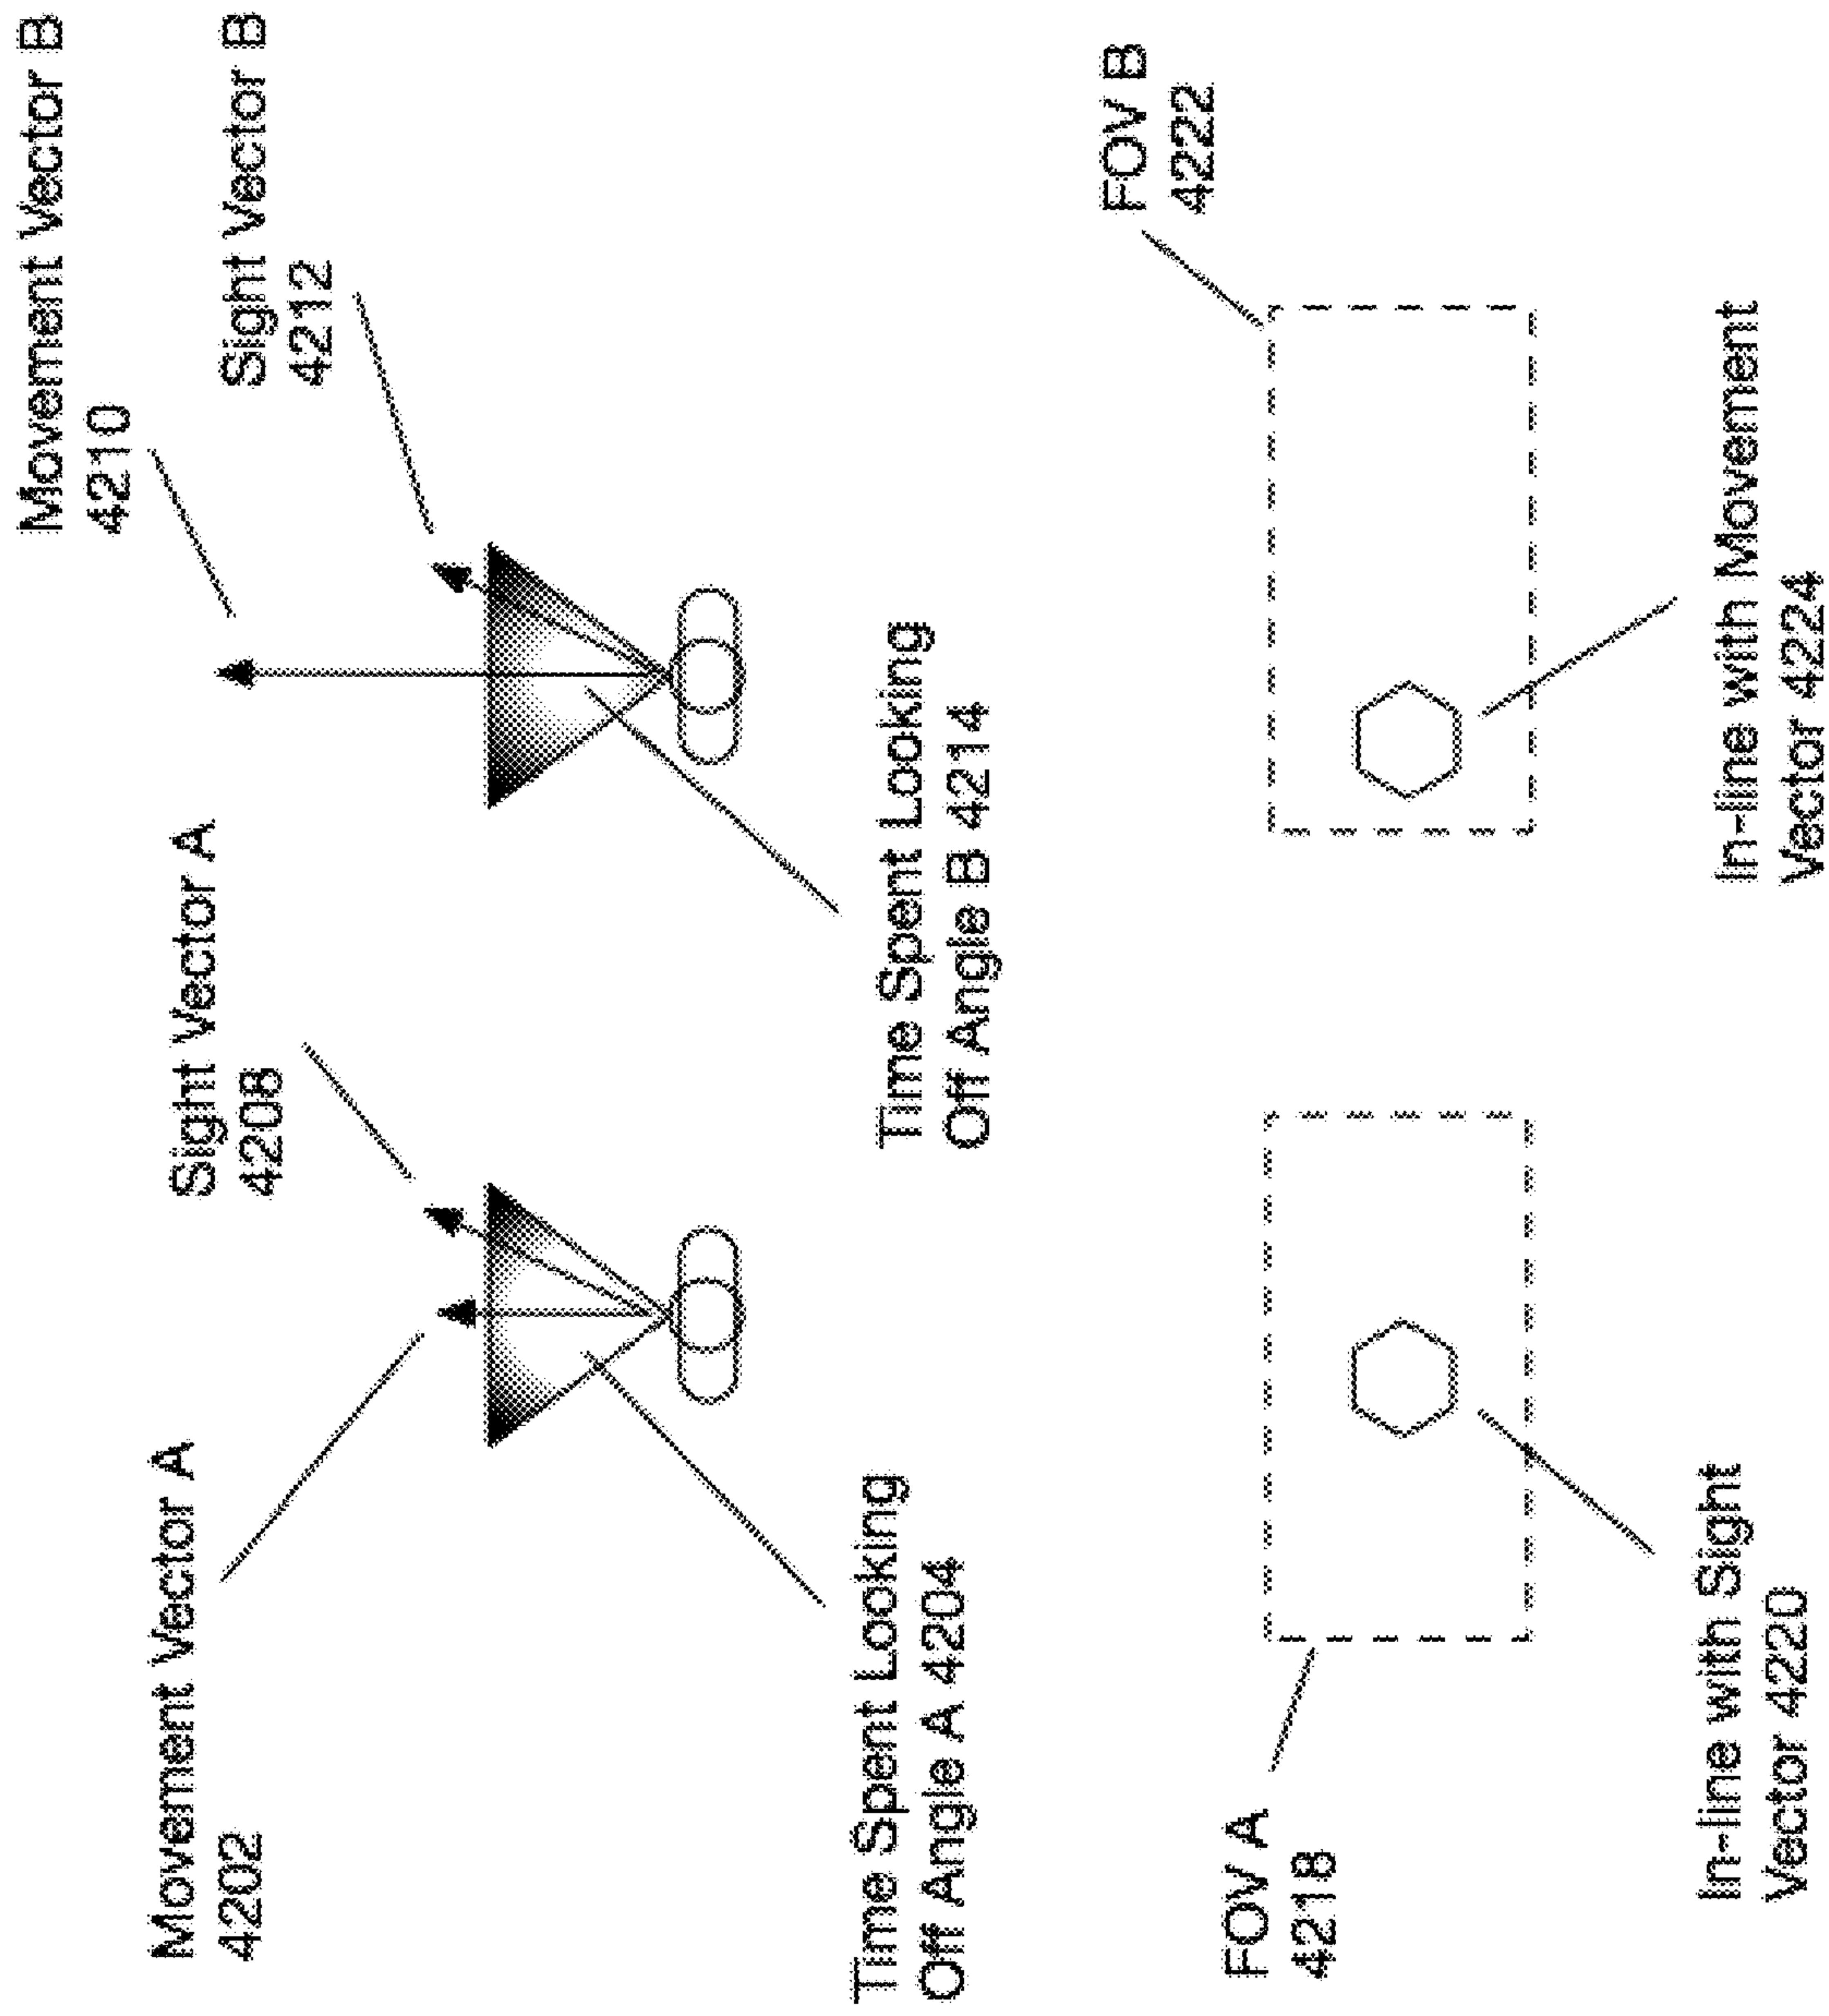 Movement Vector A
4202
Sight Vector A
4208
Movement Vector B
4210
Sight Vector B
4212
Time Spent Looking
Off Angle A 4204
Time Spent Looking
Off Angle B 4214
FOV A
4218
FOV B
4222
In-line with Sight
Vector 4220
In-line with Movement
Vector 4224